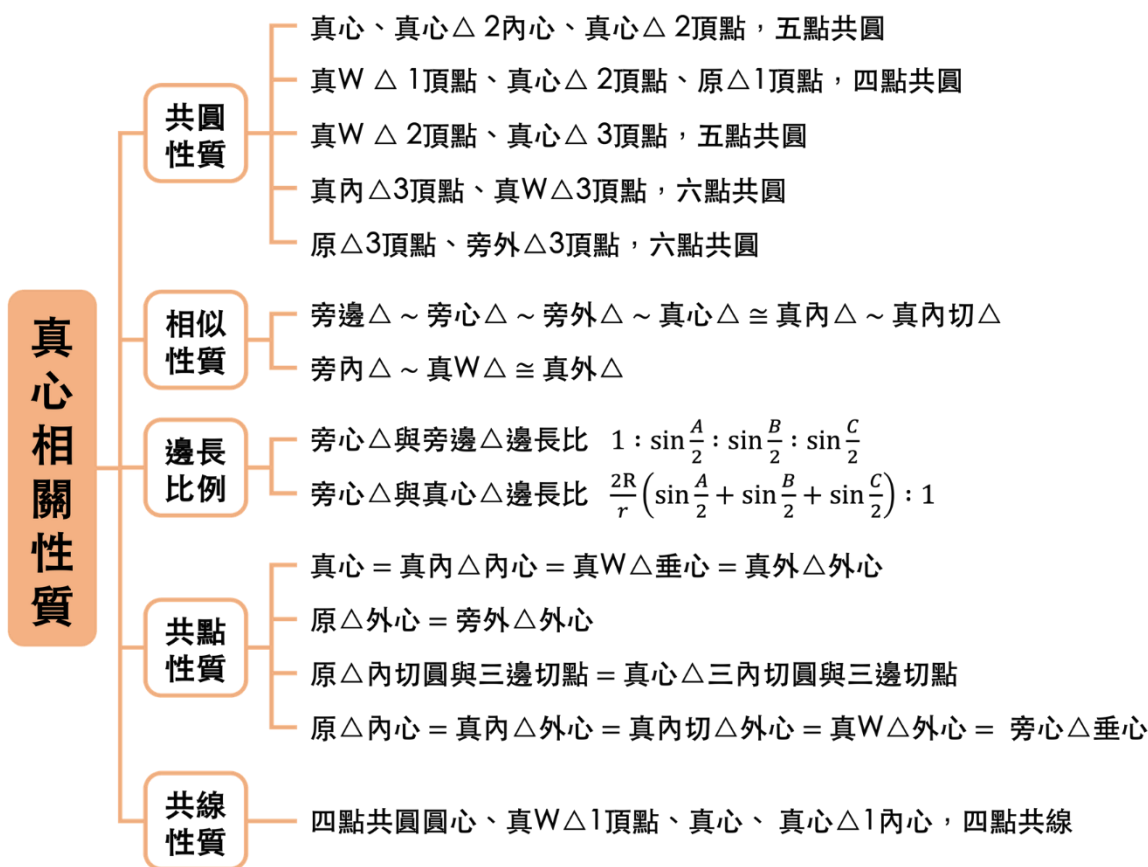 真心相關性質
共圓性質
真心、真心△ 2內心、真心△ 2頂點，五點共圓
真W △ 1頂點、真心△ 2頂點、原△1頂點，四點共圓
真W △ 2頂點、真心△ 3頂點，五點共圓
真內△3頂點、真W△3頂點，六點共圓
原△3頂點、旁外△3頂點，六點共圓
相似性質
旁邊△ ~ 旁心△ ~ 旁外△ ~ 真心△ ≅ 真內△ ~ 真內切△
旁內△ ~ 真W△ ≅ 真外△
邊長比例
旁心△與旁邊△邊長比 1 : sin A/2 : sin B/2 : sin C/2
旁心△與真心△邊長比 2R/r (sin A/2 + sin B/2 + sin C/2) : 1
共點性質
真心 = 真內△內心 = 真W△垂心 = 真外△外心
原△外心 = 旁外△外心
原△內切圓與三邊切點 = 真心△三內切圓與三邊切點
原△內心 = 真內△外心 = 真內切△外心 = 真W△外心 = 旁心△垂心
共線性質
四點共圓圓心、真W△1頂點、真心、 真心△1內心，四點共線